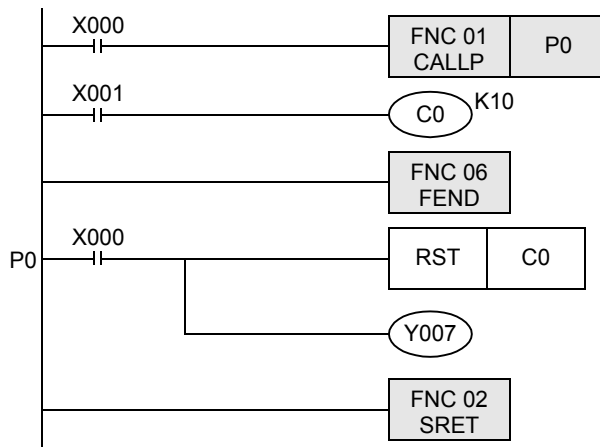 X000
FNC 01
CALLP
P0
X001
C0
K10
FNC 06
FEND
P0
X000
RST
C0
Y007
FNC 02
SRET